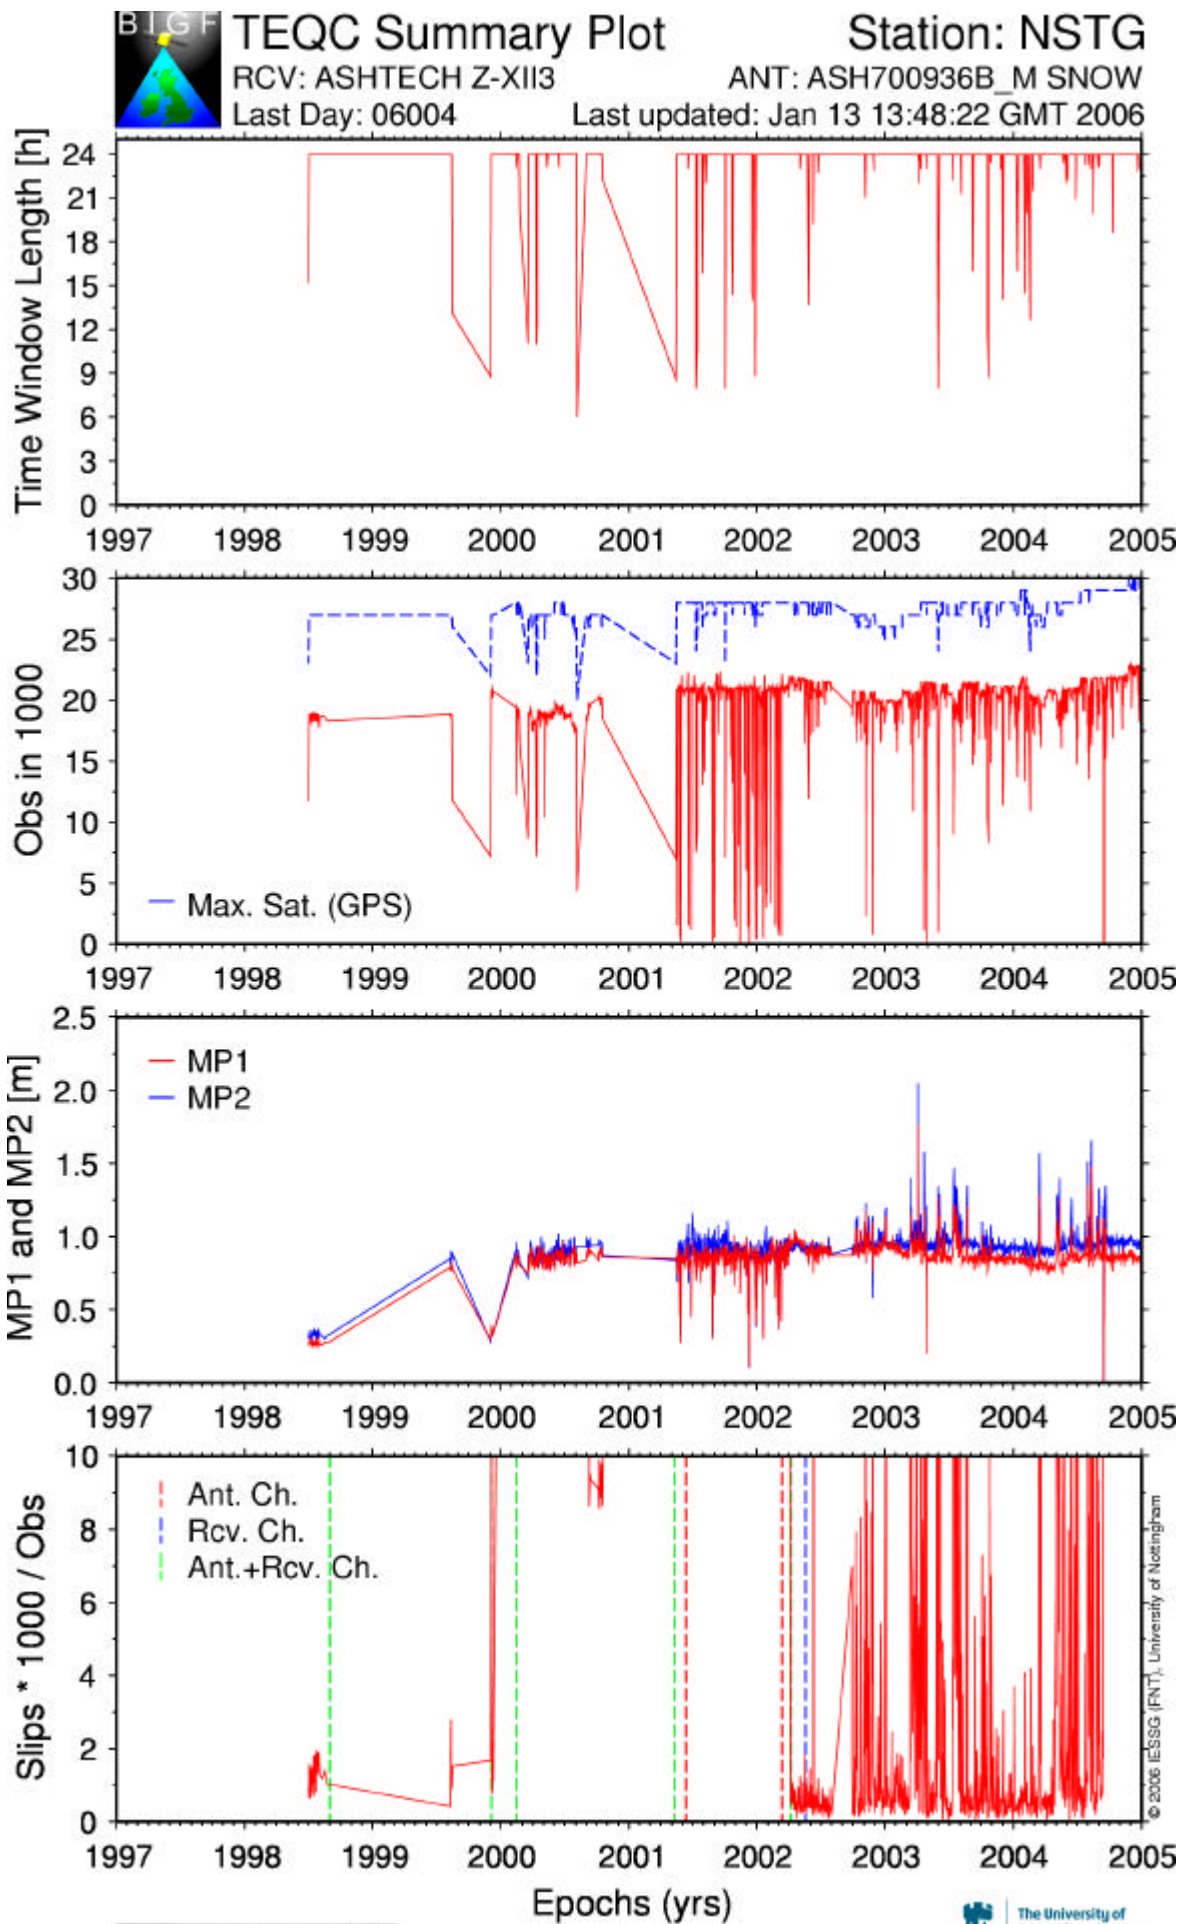 BIGF
TEQC Summary Plot
Station: NSTG
RCV: ASHTECH Z-XII3
ANT: ASH700936B_M SNOW
Last Day: 06004
Last updated: Jan 13 13:48:22 GMT 2006
Time Window Length [h]
24
21
18
15
12
9
6
3
0
1997 1998 1999 2000 2001 2002 2003 2004 2005
Obs in 1000
30
25
20
15
10
5
0
Max. Sat. (GPS)
1997 1998 1999 2000 2001 2002 2003 2004 2005
MP1 and MP2 [m]
2.5
2.0
1.5
1.0
0.5
0.0
MP1
MP2
1997 1998 1999 2000 2001 2002 2003 2004 2005
Slips * 1000 / Obs
10
8
6
4
2
0
Ant. Ch.
Rcv. Ch.
Ant.+Rcv. Ch.
© 2006 IESSG (FNT), University of Nottingham
1997 1998 1999 2000 2001 2002 2003 2004 2005
Epochs (yrs)
The University of